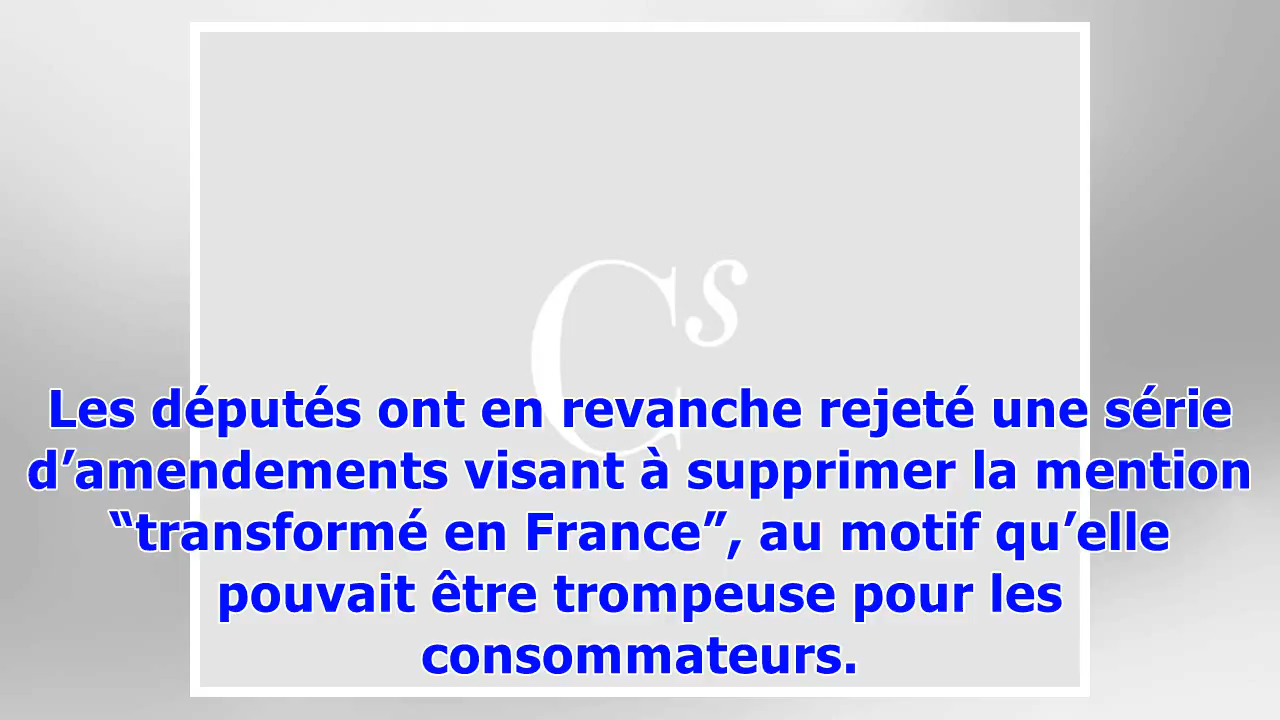 Cs
Les députés ont en revanche rejeté une série
d’amendements visant à supprimer la mention
“transformé en France”, au motif qu’elle
pouvait être trompeuse pour les
consommateurs.